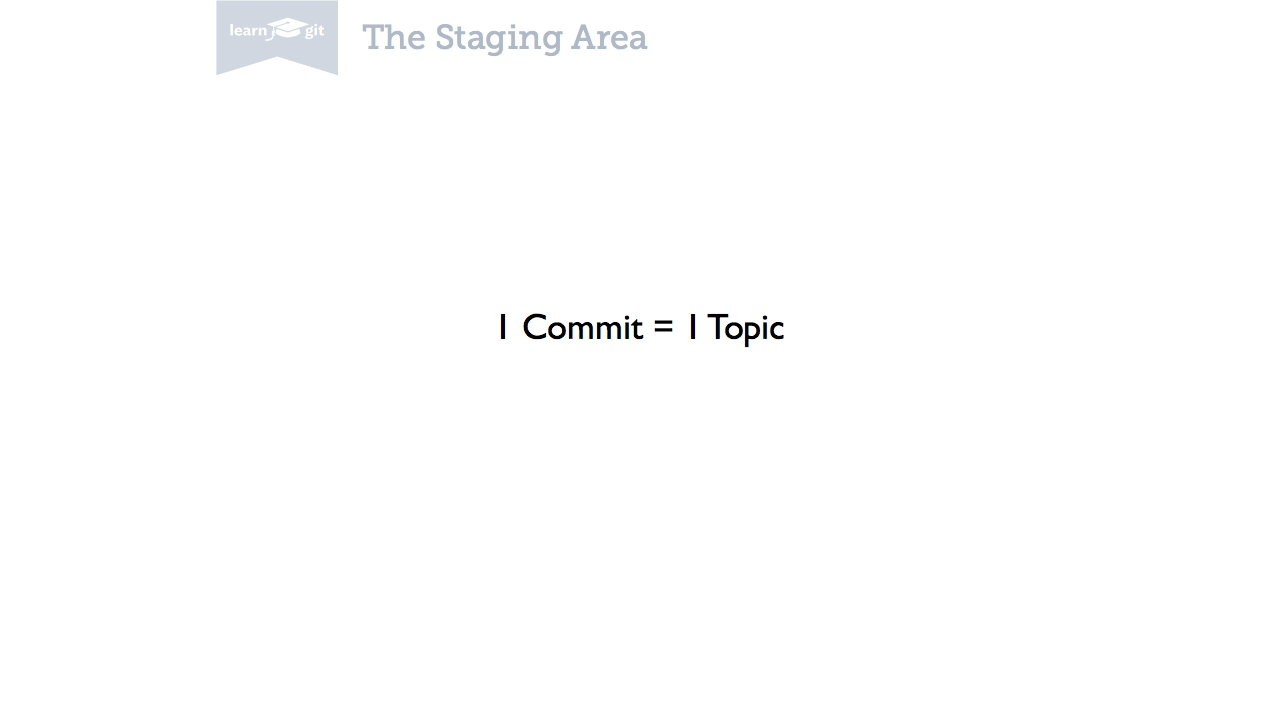 learn git
The Staging Area
1 Commit = 1 Topic